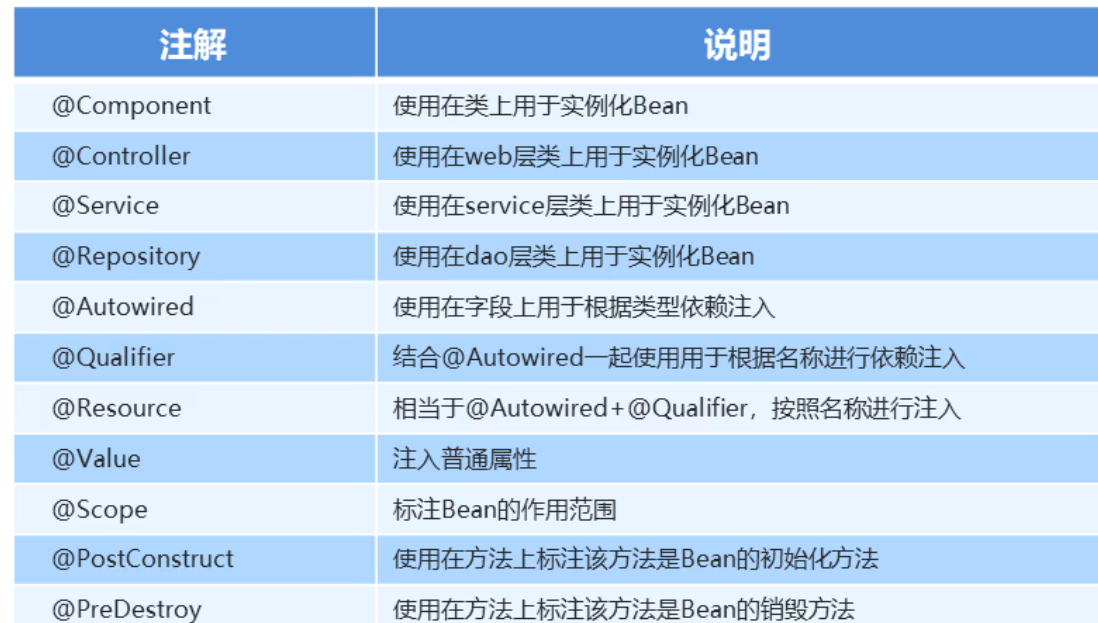 注解 说明
@Component 使用在类上用于实例化Bean
@Controller 使用在web层类上用于实例化Bean
@Service 使用在service层类上用于实例化Bean
@Repository 使用在dao层类上用于实例化Bean
@Autowired 使用在字段上用于根据类型依赖注入
@Qualifier 结合@Autowired一起使用用于根据名称进行依赖注入
@Resource 相当于@Autowired+@Qualifier，按照名称进行注入
@Value 注入普通属性
@Scope 标注Bean的作用范围
@PostConstruct 使用在方法上标注该方法是Bean的初始化方法
@PreDestroy 使用在方法上标注该方法是Bean的销毁方法